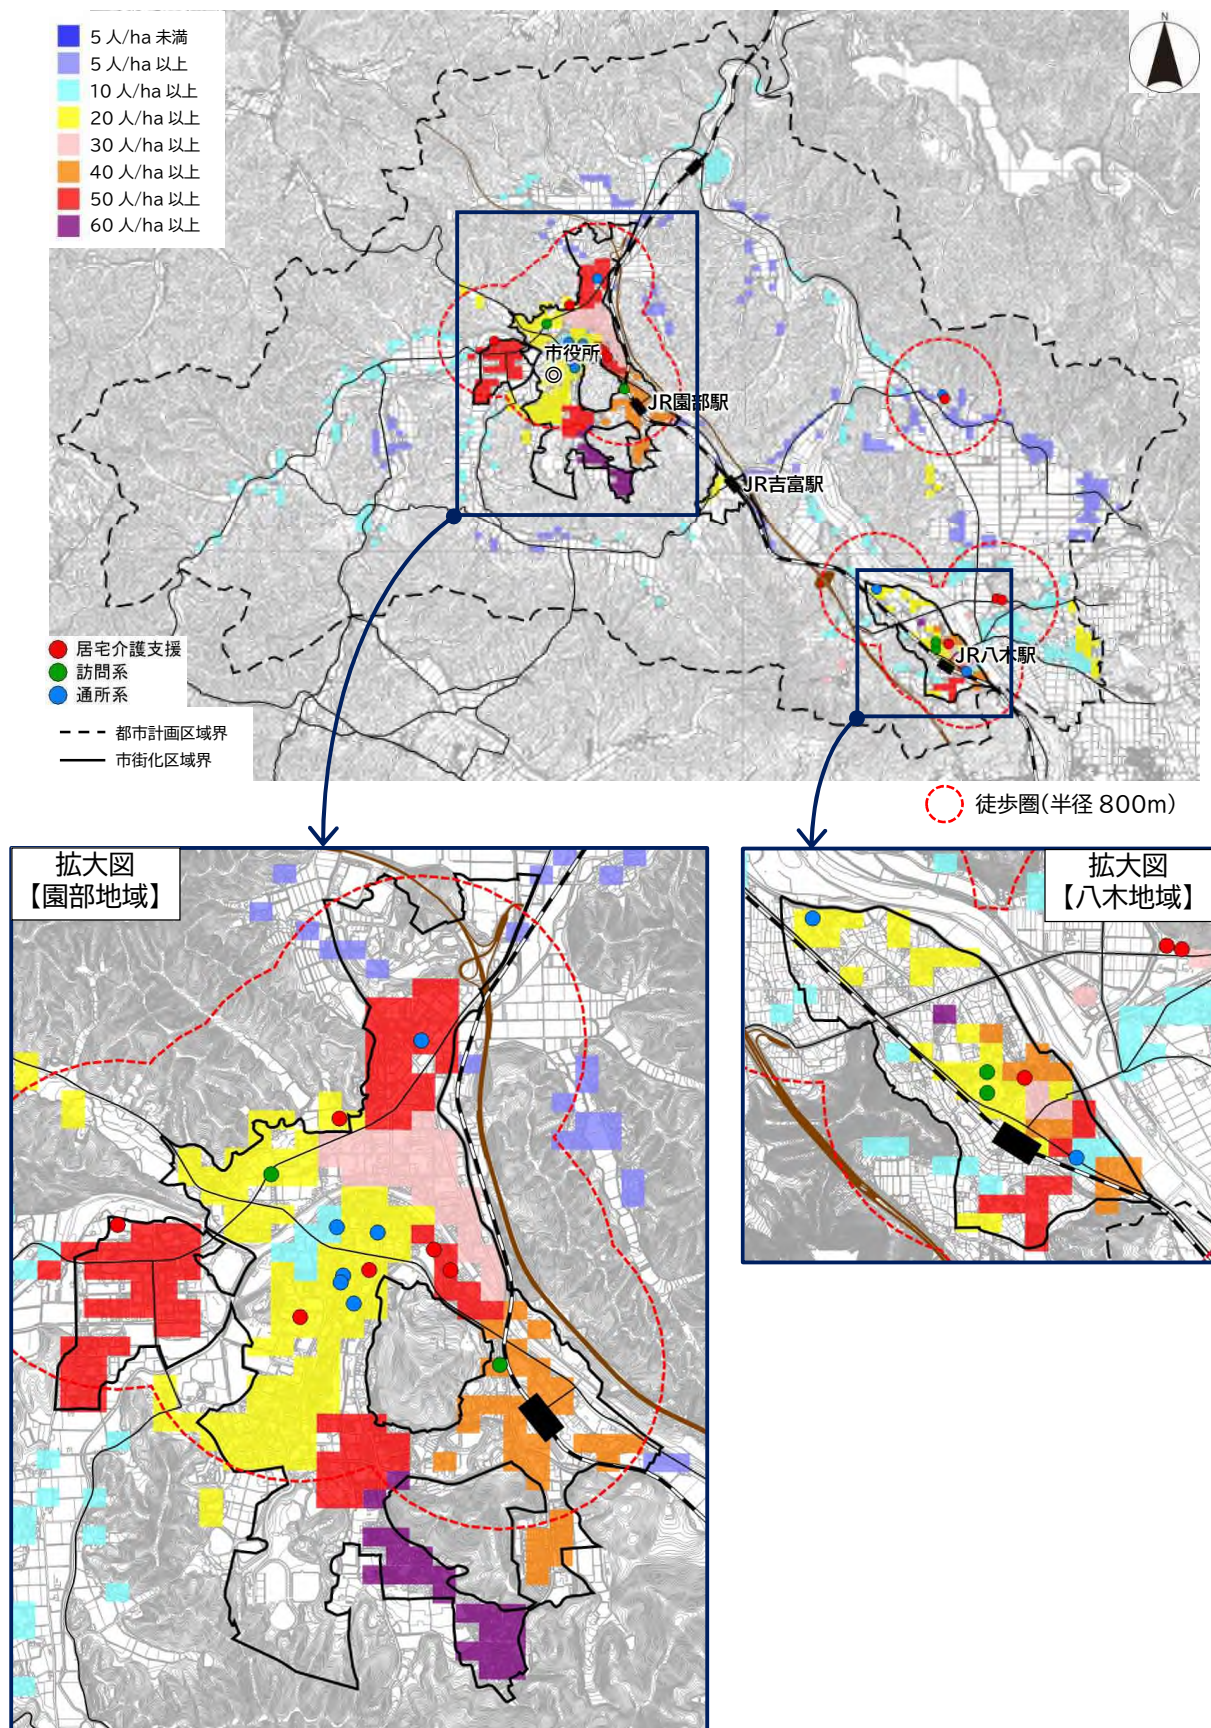 5 人/ha 未満
5 人/ha 以上
10 人/ha 以上
20 人/ha 以上
30 人/ha 以上
40 人/ha 以上
50 人/ha 以上
60 人/ha 以上
N
市役所
JR園部駅
JR吉富駅
JR八木駅
居宅介護支援
訪問系
通所系
都市計画区域界
市街化区域界
徒歩圏(半径 800m)
拡大図
【園部地域】
拡大図
【八木地域】